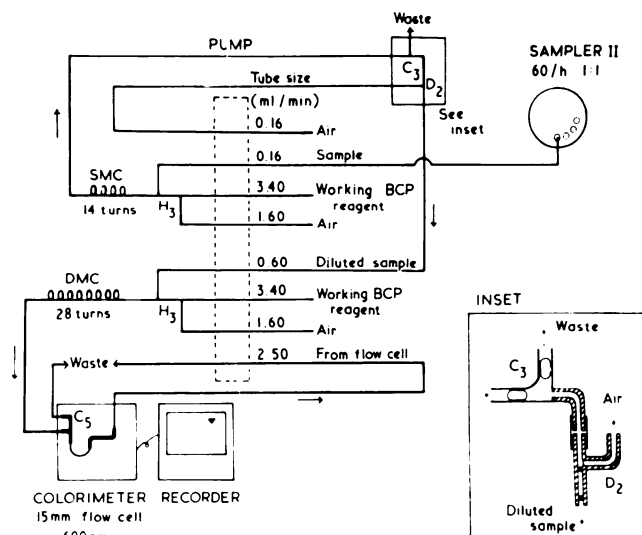 Waste
PUMP
C3
D2
See
inset
SAMPLER II
60/h 1:1
Tube size
(ml/min)
0.16 Air
0.16 Sample
SMC
14 turns
H3
3.40 Working BCP
reagent
1.60 Air
0.60 Diluted sample
DMC
28 turns
H3
3.40 Working BCP
reagent
1.60 Air
2.50 From flow cell
Waste
C5
COLORIMETER
15mm flow cell
RECORDER
INSET
Waste
C3
Air
D2
Diluted
sample